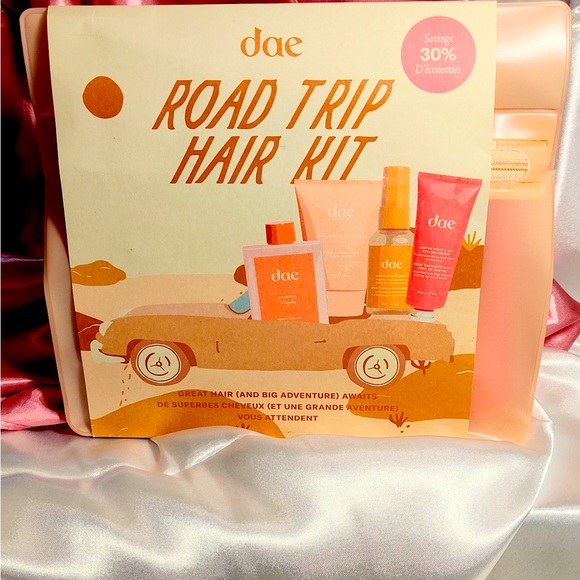 dae
Savings
30%
D'économies
ROAD TRIP
HAIR KIT
dae
dae
dae
dae
GREAT HAIR (AND BIG ADVENTURE) AWAITS
DE SUPERBES CHEVEUX (ET UNE GRANDE AVENTURE)
VOUS ATTENDENT